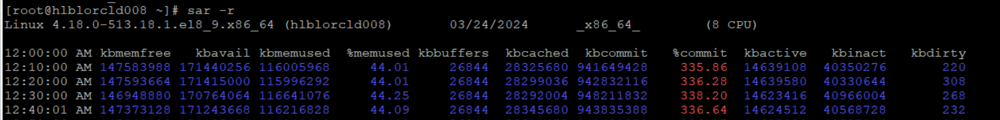 [root@hlblorcld008 ~]# sar -r
Linux 4.18.0-513.18.1.el8_9.x86_64 (hlblorcld008) 03/24/2024 _x86_64_ (8 CPU)
12:00:00 AM kbmemfree kbavail kbmemused %memused kbbuffers kbcached kbcommit %commit kbactive kbinact kbdirty
12:10:00 AM 147583988 171440256 116005968 44.01 26844 28325680 941649428 335.86 14639108 40350276 220
12:20:00 AM 147593664 171415000 115996292 44.01 26844 28299036 942832116 336.28 14639580 40330644 308
12:30:00 AM 146948880 170764064 116641076 44.25 26844 28292004 948211832 338.20 14623416 40966004 268
12:40:01 AM 147373128 171243668 116216828 44.09 26844 28345680 943835388 336.64 14624512 40568728 232